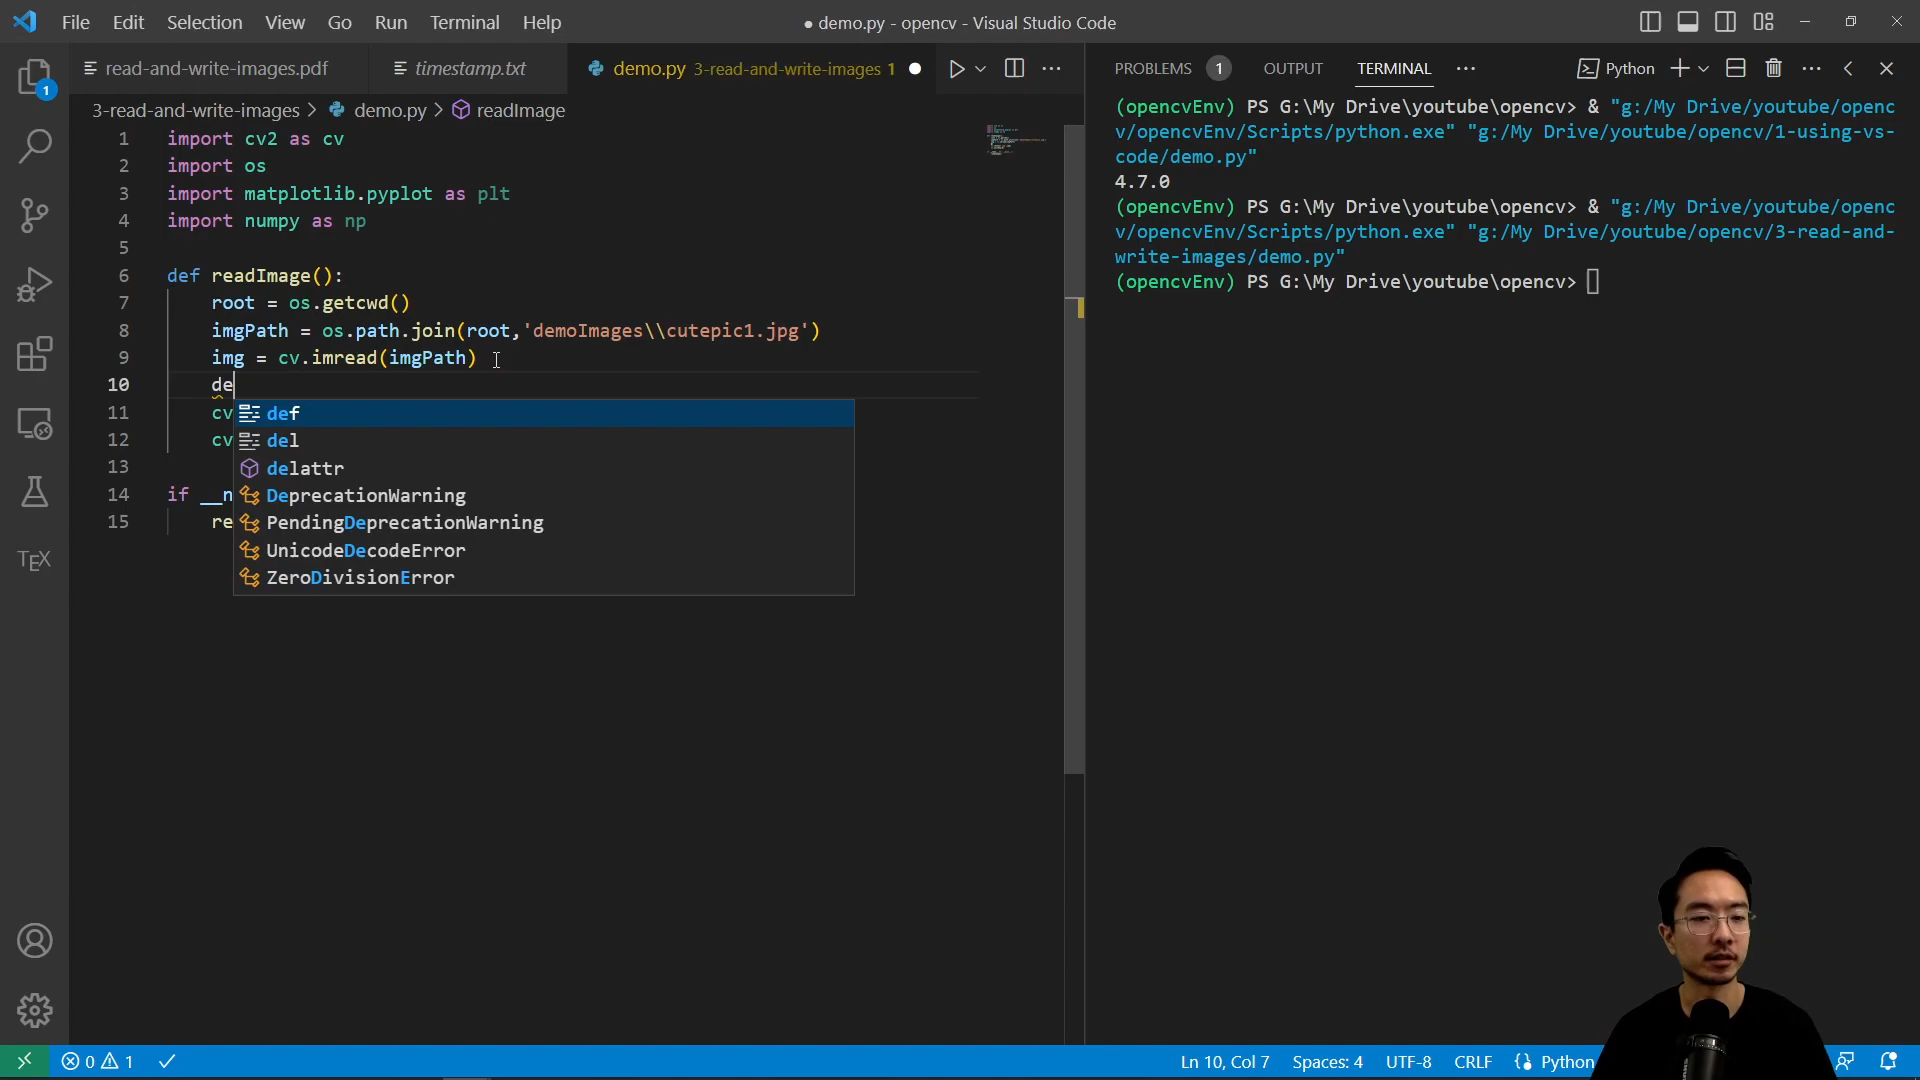 File Edit Selection View Go Run Terminal Help
● demo.py - opencv - Visual Studio Code
read-and-write-images.pdf
timestamp.txt
demo.py 3-read-and-write-images 1
3-read-and-write-images > demo.py > readImage
1 import cv2 as cv
2 import os
3 import matplotlib.pyplot as plt
4 import numpy as np
5
6 def readImage():
7 root = os.getcwd()
8 imgPath = os.path.join(root,'demoImages\\cutepic1.jpg')
9 img = cv.imread(imgPath)
10 de
11 cv
12 cv
13
14 if __n
15 re
def
del
delattr
DeprecationWarning
PendingDeprecationWarning
UnicodeDecodeError
ZeroDivisionError
1
TEX
PROBLEMS 1 OUTPUT TERMINAL ···
Python
(opencvEnv) PS G:\My Drive\youtube\opencv> & "g:/My Drive/youtube/openc
v/opencvEnv/Scripts/python.exe" "g:/My Drive/youtube/opencv/1-using-vs-
code/demo.py"
4.7.0
(opencvEnv) PS G:\My Drive\youtube\opencv> & "g:/My Drive/youtube/openc
v/opencvEnv/Scripts/python.exe" "g:/My Drive/youtube/opencv/3-read-and-
write-images/demo.py"
(opencvEnv) PS G:\My Drive\youtube\opencv>
0 1
Ln 10, Col 7 Spaces: 4 UTF-8 CRLF Python